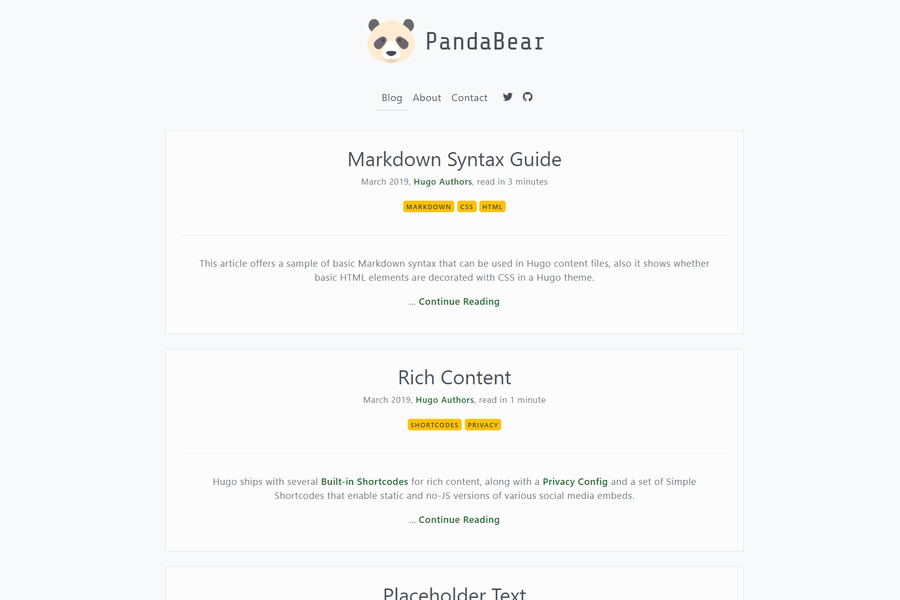 PandaBear
Blog About Contact
Markdown Syntax Guide
March 2019, Hugo Authors, read in 3 minutes
MARKDOWN CSS HTML
This article offers a sample of basic Markdown syntax that can be used in Hugo content files, also it shows whether
basic HTML elements are decorated with CSS in a Hugo theme.
... Continue Reading
Rich Content
March 2019, Hugo Authors, read in 1 minute
SHORTCODES PRIVACY
Hugo ships with several Built-in Shortcodes for rich content, along with a Privacy Config and a set of Simple
Shortcodes that enable static and no-JS versions of various social media embeds.
... Continue Reading
Placeholder Text